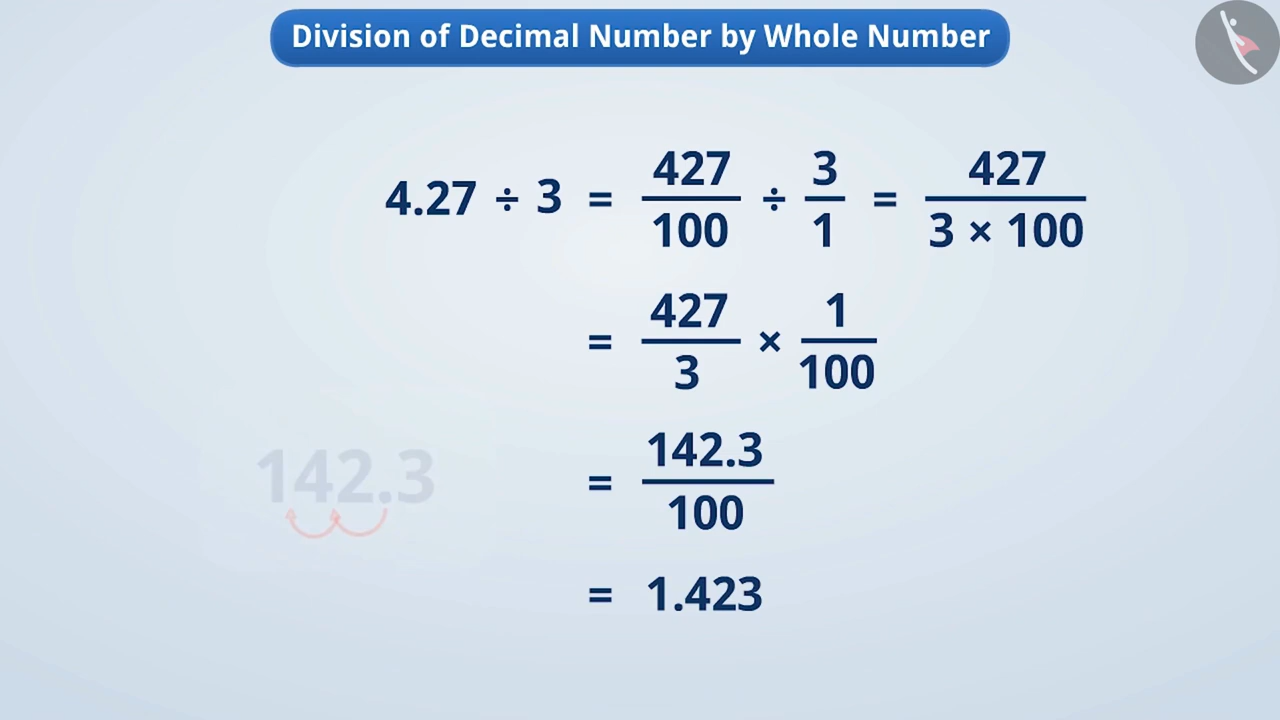 Division of Decimal Number by Whole Number
4.27 ÷ 3 = 427/100 ÷ 3/1 = 427/(3 × 100)
= 427/3 × 1/100
142.3
= 142.3/100
= 1.423